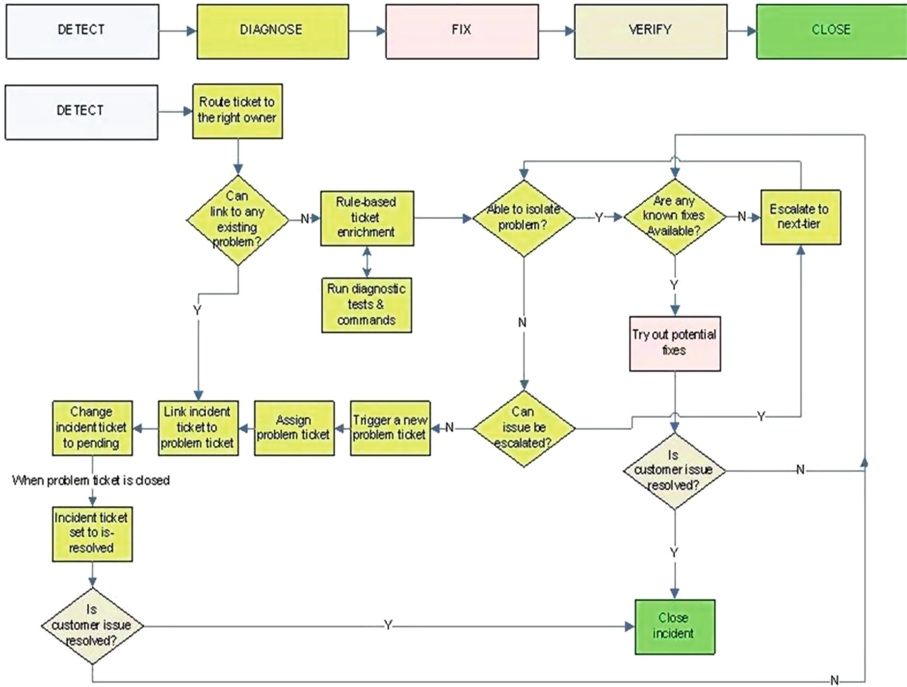 DETECT
DIAGNOSE
FIX
VERIFY
CLOSE
DETECT
Route ticket to
the right owner
Can
link to any
existing
problem?
N
Rule-based
ticket
enrichment
Able to isolate
problem?
Y
Are any
known fixes
Available?
N
Escalate to
next-tier
Run diagnostic
tests &
commands
Y
N
Y
Try out potential
fixes
Change
incident ticket
to pending
Link incident
ticket to
problem ticket
Assign
problem ticket
Trigger a new
problem ticket
N
Can
issue be
escalated?
Y
Is
customer issue
resolved?
N
When problem ticket is closed
Incident ticket
set to is-
resolved
Y
Is
customer issue
resolved?
Y
Close
incident
N